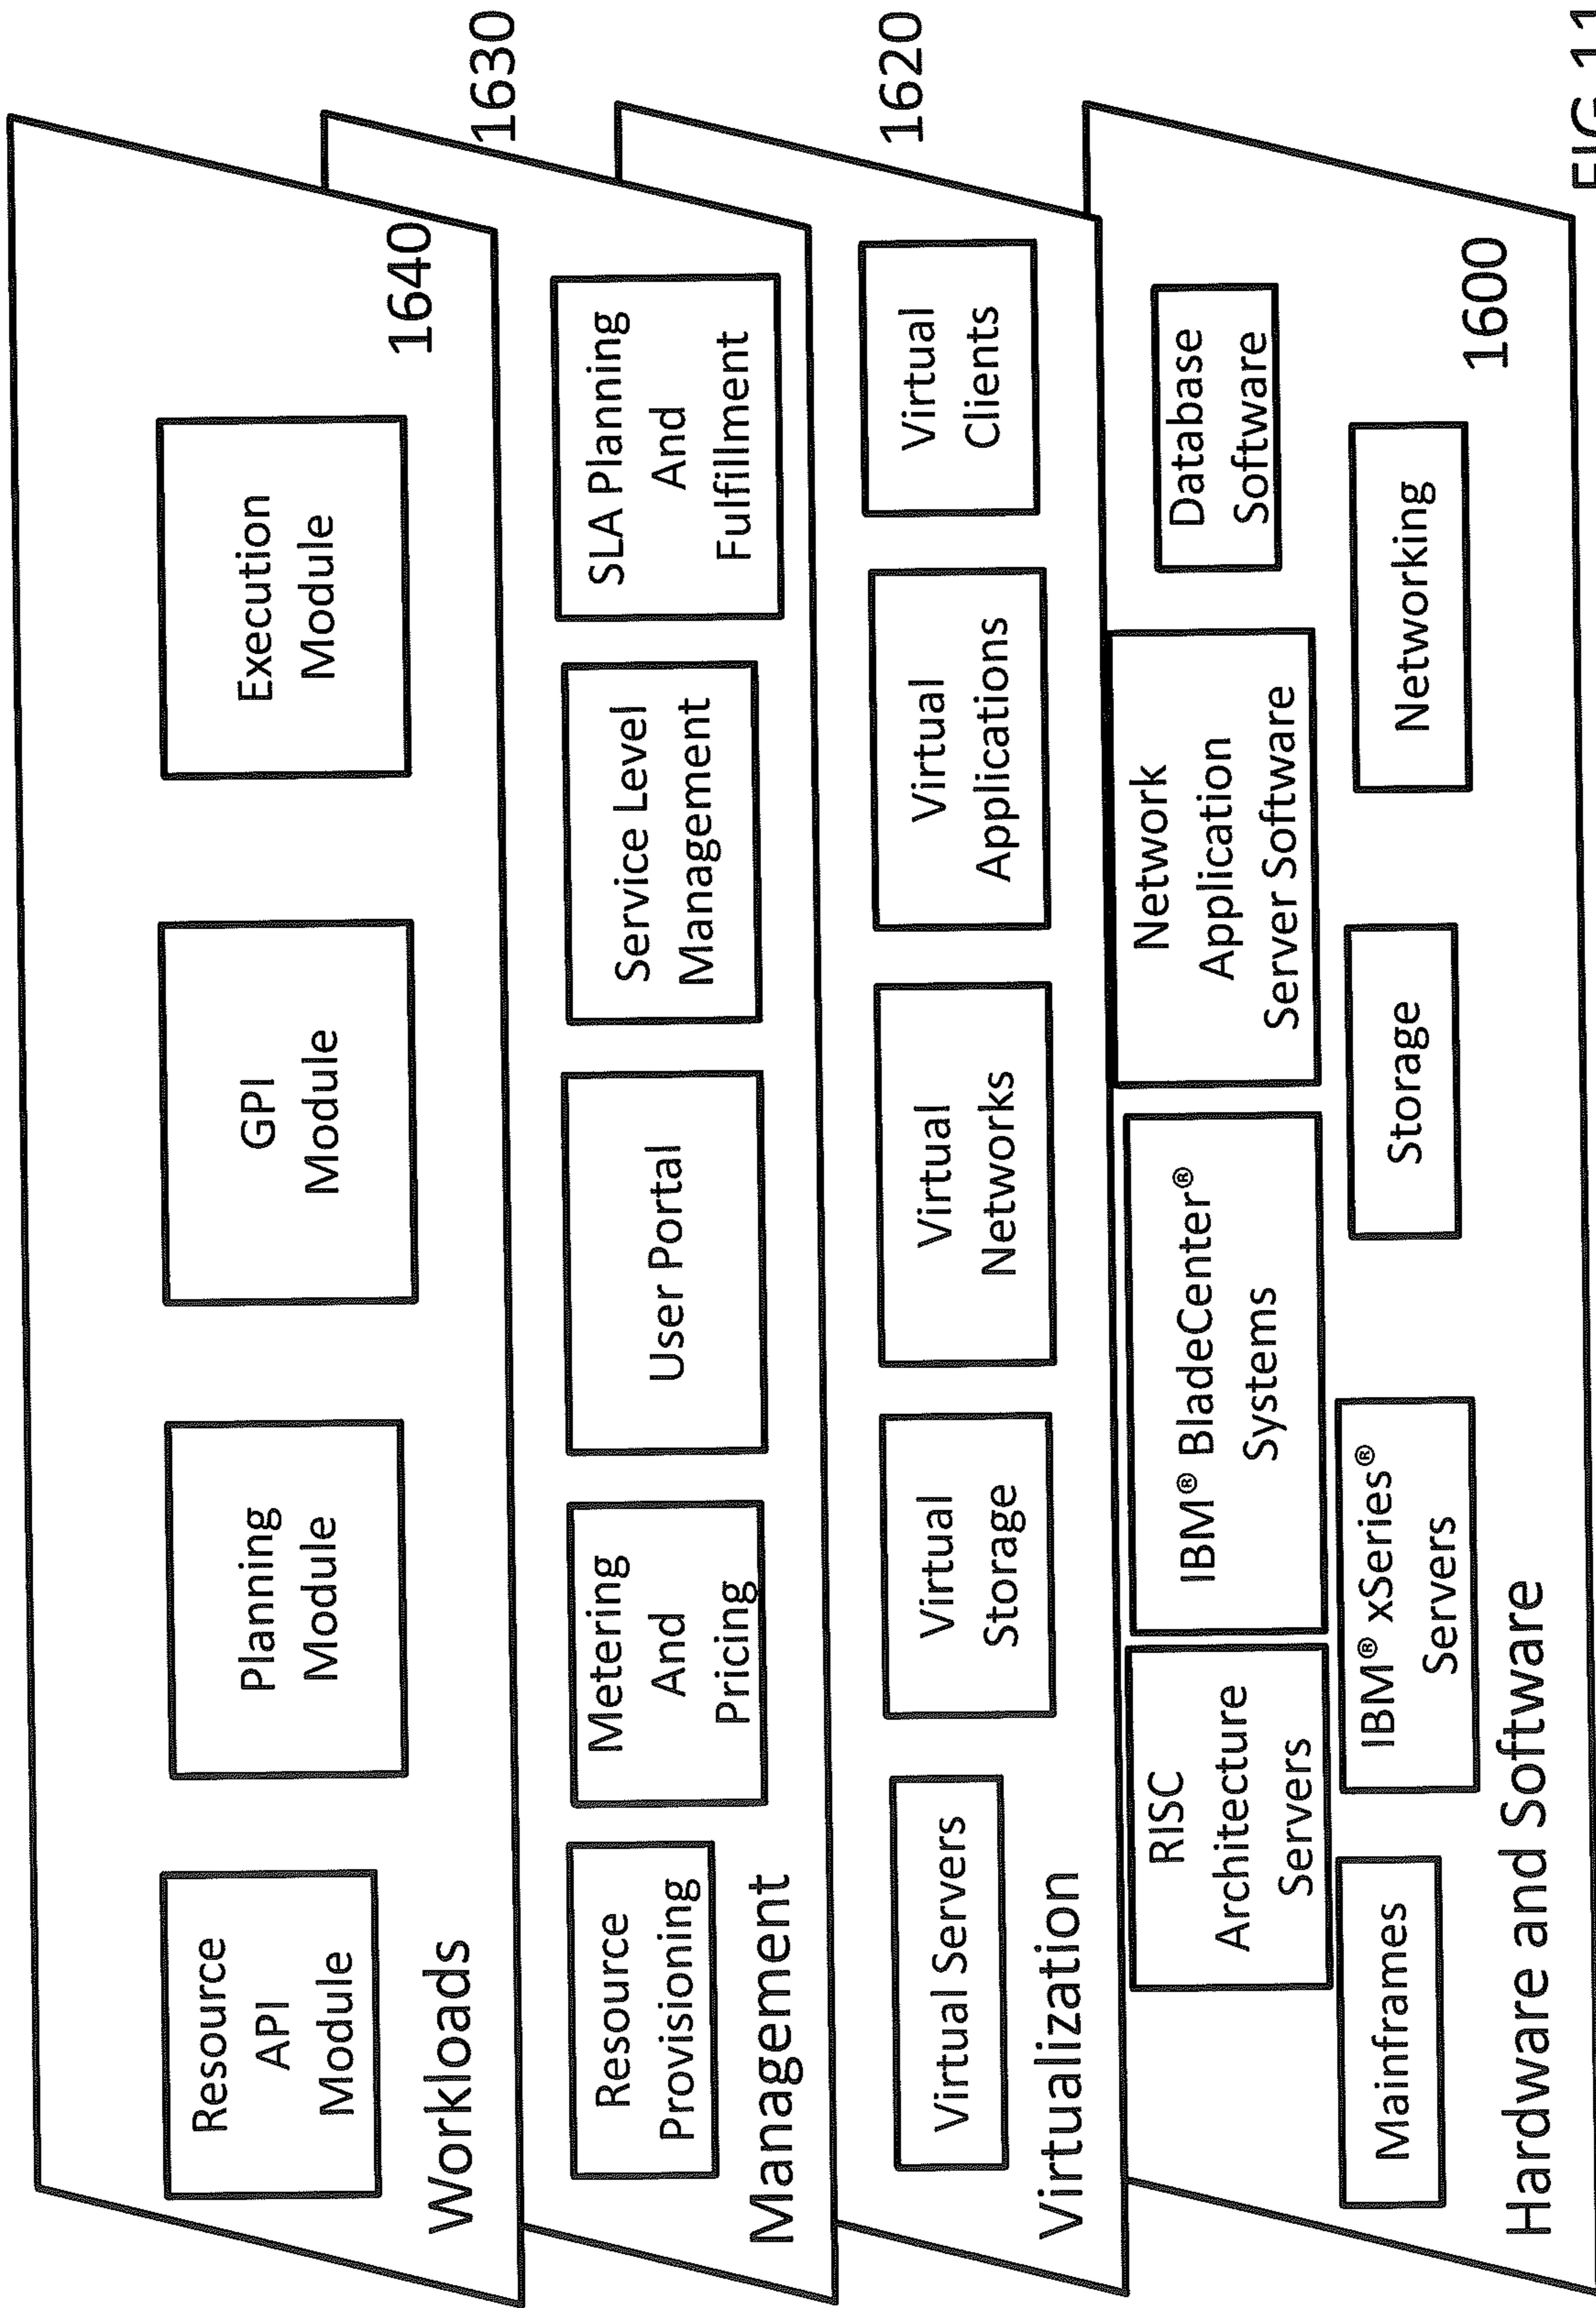 Resource
API
Module
Planning
Module
GPI
Module
Execution
Module
Workloads
1640
1630
Resource
Provisioning
Metering
And
Pricing
User Portal
Service Level
Management
SLA Planning
And
Fulfillment
Management
1620
Virtual Servers
Virtual
Storage
Virtual
Networks
Virtual
Applications
Virtual
Clients
Virtualization
RISC
Architecture
Servers
IBM® BladeCenter®
Systems
Network
Application
Server Software
Database
Software
Mainframes
IBM® xSeries®
Servers
Storage
Networking
Hardware and Software
1600
FIG 11